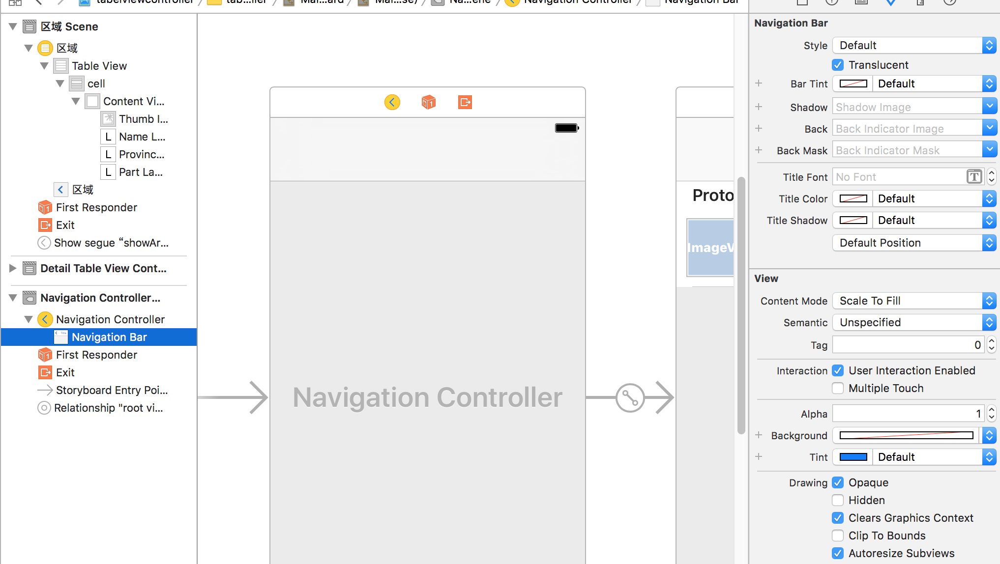 tabelviewcontroller
tab...ller
Mai...ard
Mai...se)
Na...ene
Navigation Controller
Navigation Bar
区域 Scene
区域
Table View
cell
Content Vi...
Thumb I...
L Name L...
L Provinc...
L Part La...
区域
First Responder
Exit
Show segue “showAr...
Detail Table View Cont...
Navigation Controller...
Navigation Controller
Navigation Bar
First Responder
Exit
Storyboard Entry Poi...
Relationship "root vi...
Navigation Controller
Proto
ImageV
Navigation Bar
Style Default
Translucent
Bar Tint Default
Shadow Shadow Image
Back Back Indicator Image
Back Mask Back Indicator Mask
Title Font No Font T
Title Color Default
Title Shadow Default
Default Position
View
Content Mode Scale To Fill
Semantic Unspecified
Tag 0
Interaction User Interaction Enabled
Multiple Touch
Alpha 1
Background
Tint Default
Drawing Opaque
Hidden
Clears Graphics Context
Clip To Bounds
Autoresize Subviews